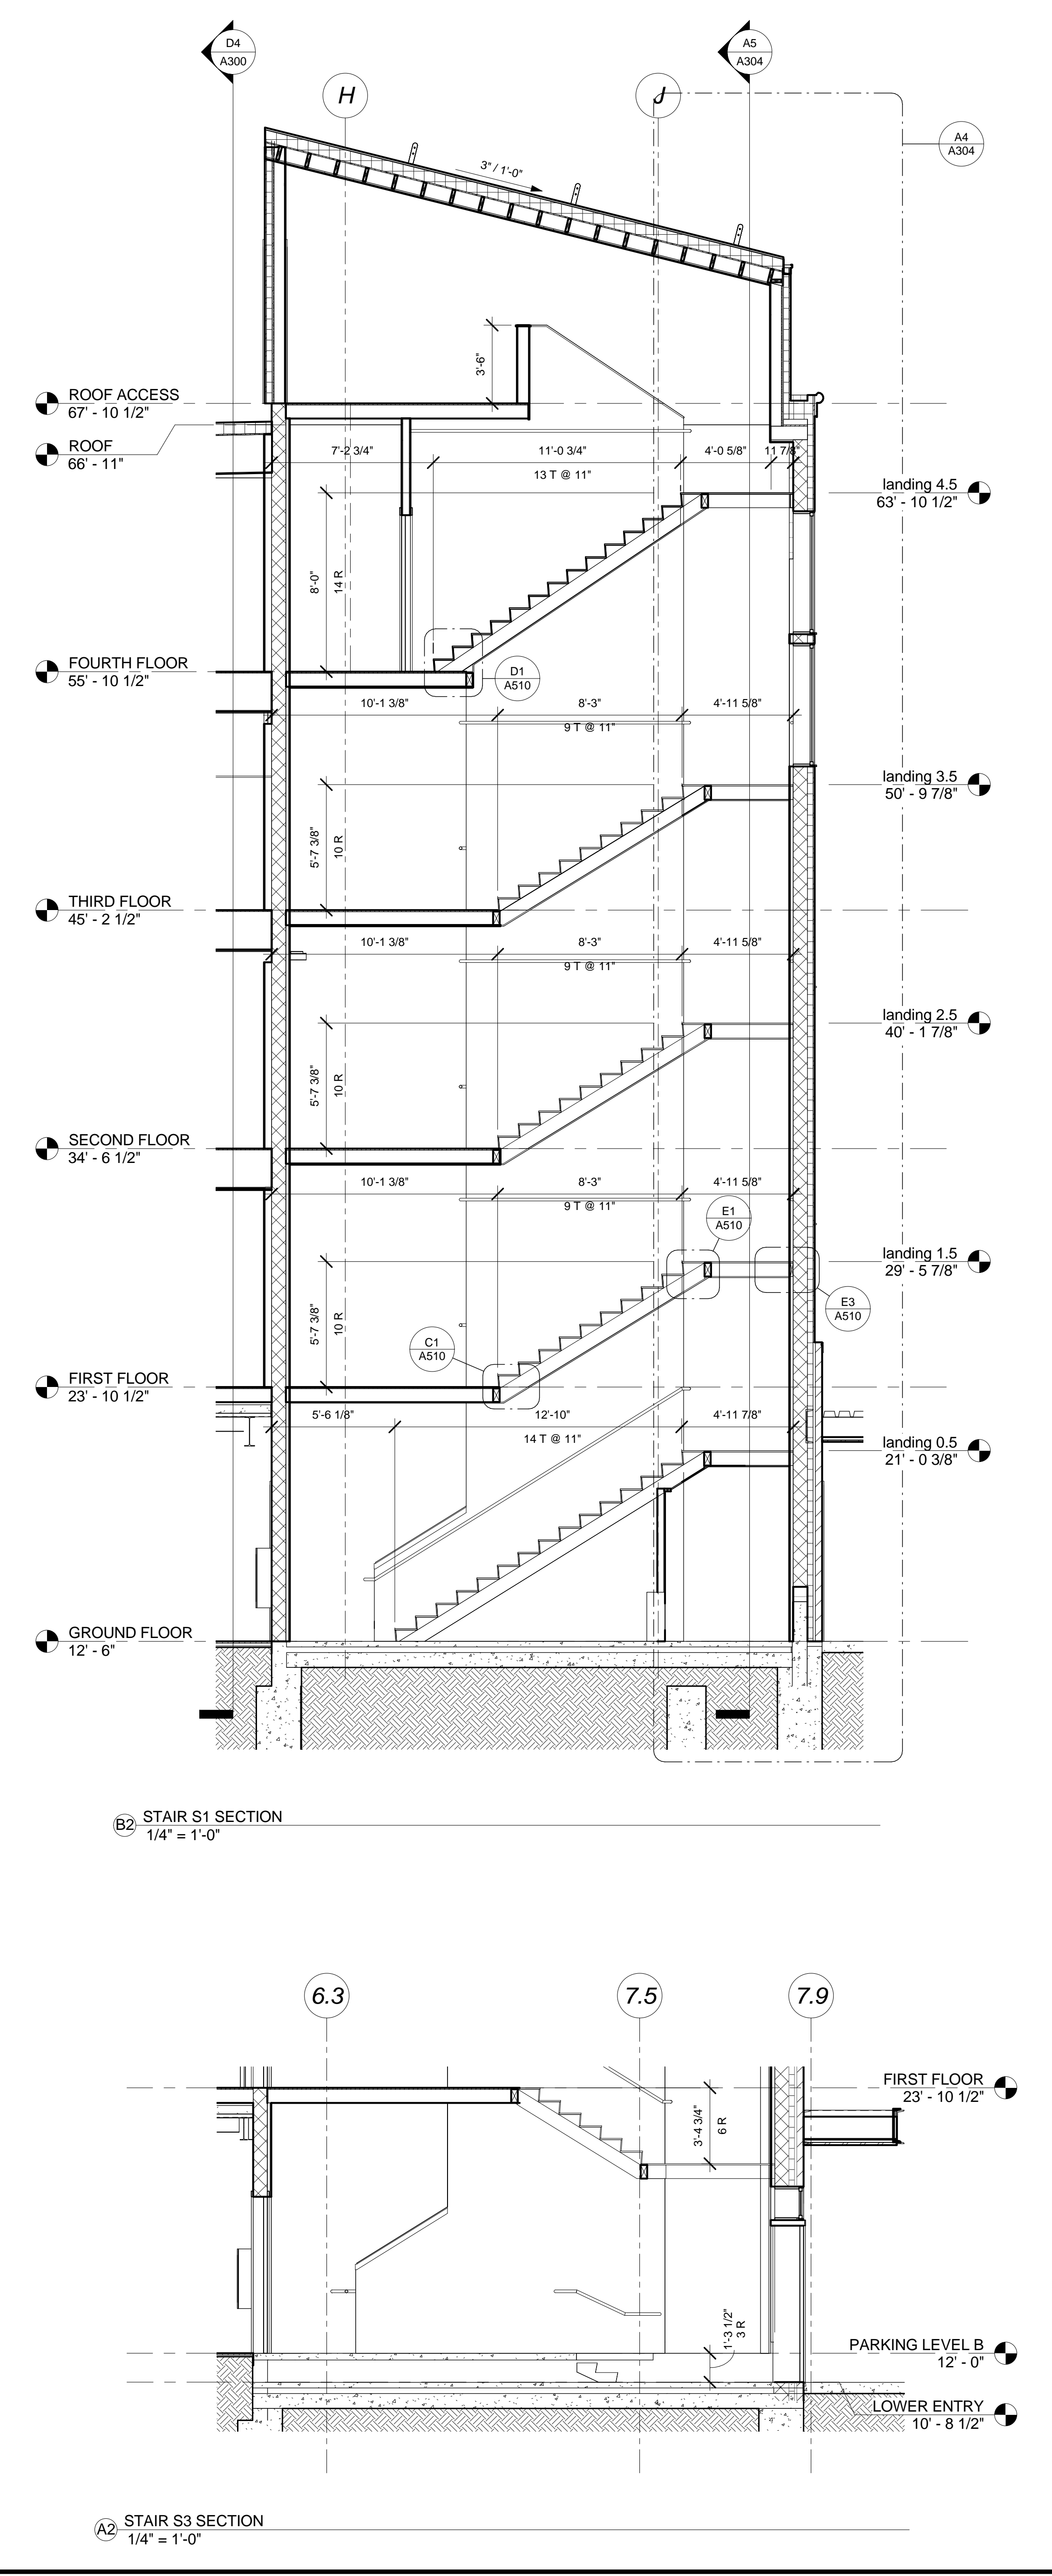 D4
A300
A5
A304
H
J
A4
A304
3" / 1'-0"
3'-6"
ROOF ACCESS
67' - 10 1/2"
ROOF
66' - 11"
7'-2 3/4"
11'-0 3/4"
4'-0 5/8"
11 7/8"
13 T @ 11"
landing 4.5
63' - 10 1/2"
8'-0"
14 R
FOURTH FLOOR
55' - 10 1/2"
D1
A510
10'-1 3/8"
8'-3"
4'-11 5/8"
9 T @ 11"
landing 3.5
50' - 9 7/8"
5'-7 3/8"
10 R
THIRD FLOOR
45' - 2 1/2"
10'-1 3/8"
8'-3"
4'-11 5/8"
9 T @ 11"
landing 2.5
40' - 1 7/8"
5'-7 3/8"
10 R
SECOND FLOOR
34' - 6 1/2"
10'-1 3/8"
8'-3"
4'-11 5/8"
9 T @ 11"
E1
A510
landing 1.5
29' - 5 7/8"
E3
A510
5'-7 3/8"
10 R
C1
A510
FIRST FLOOR
23' - 10 1/2"
5'-6 1/8"
12'-10"
4'-11 7/8"
14 T @ 11"
landing 0.5
21' - 0 3/8"
GROUND FLOOR
12' - 6"
B2
STAIR S1 SECTION
1/4" = 1'-0"
6.3
7.5
7.9
FIRST FLOOR
23' - 10 1/2"
3'-4 3/4"
6 R
1'-3 1/2"
3 R
PARKING LEVEL B
12' - 0"
LOWER ENTRY
10' - 8 1/2"
A2
STAIR S3 SECTION
1/4" = 1'-0"